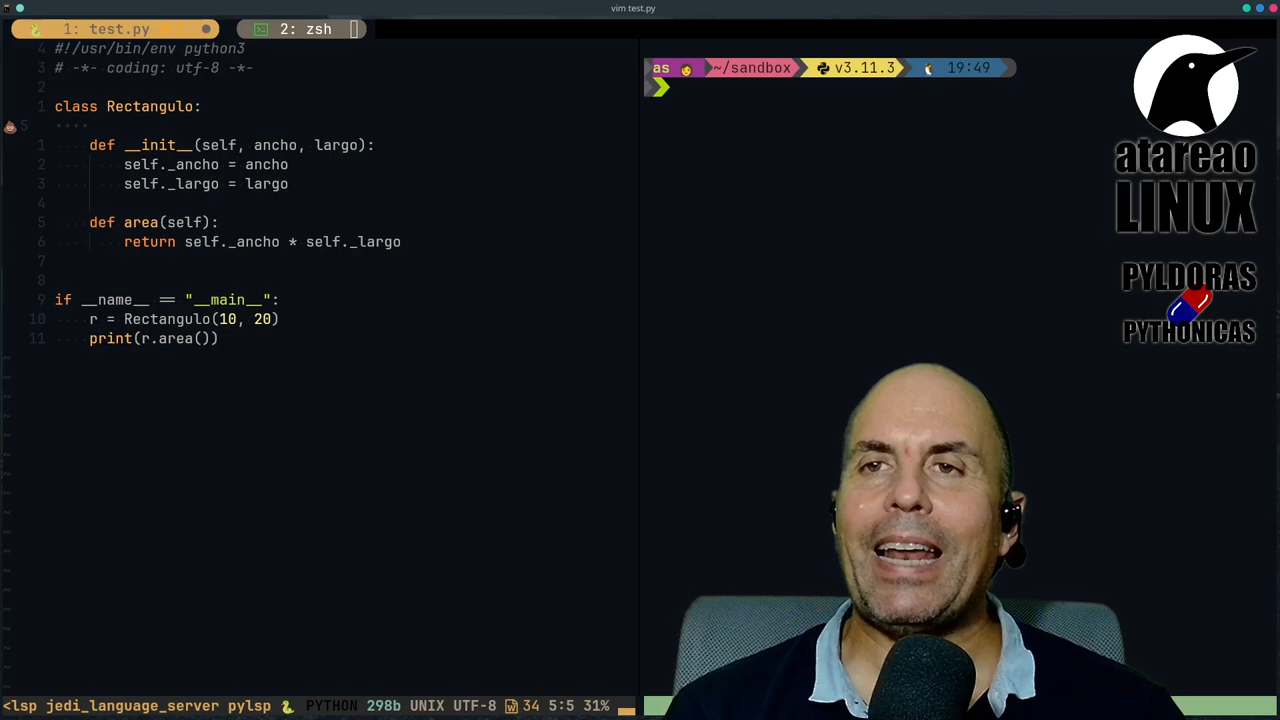 vim test.py
1: test.py
2: zsh
4 #!/usr/bin/env python3
3 # -*- coding: utf-8 -*-
2
1 class Rectangulo:
5
1 def __init__(self, ancho, largo):
2 self._ancho = ancho
3 self._largo = largo
4
5 def area(self):
6 return self._ancho * self._largo
7
8
9 if __name__ == "__main__":
10 r = Rectangulo(10, 20)
11 print(r.area())
<lsp jedi_language_server pylsp PYTHON 298b UNIX UTF-8 34 5:5 31%
as ~/sandbox v3.11.3 19:49
atareao
LINUX
PYLDORAS
PYTHONICAS